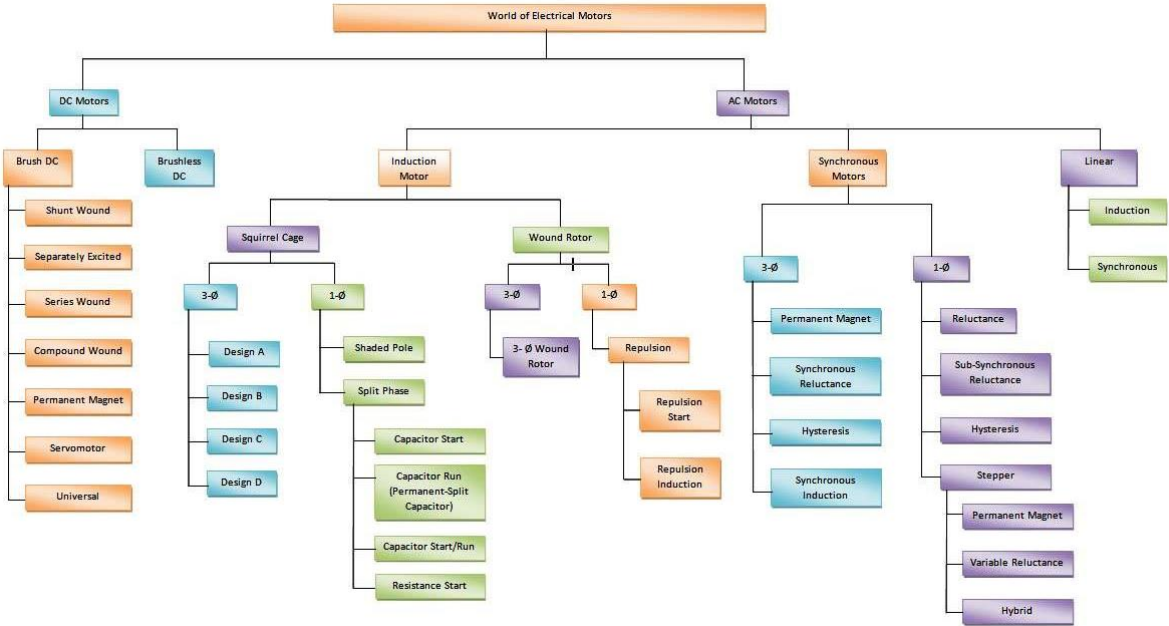 World of Electrical Motors
DC Motors
AC Motors
Brush DC
Brushless
DC
Induction
Motor
Synchronous
Motors
Linear
Shunt Wound
Separately Excited
Series Wound
Compound Wound
Permanent Magnet
Servomotor
Universal
Squirrel Cage
Wound Rotor
3-Ø
1-Ø
Design A
Design B
Design C
Design D
Shaded Pole
Split Phase
Capacitor Start
Capacitor Run
(Permanent-Split
Capacitor)
Capacitor Start/Run
Resistance Start
3-Ø
1-Ø
3- Ø Wound
Rotor
Repulsion
Repulsion
Start
Repulsion
Induction
3-Ø
1-Ø
Permanent Magnet
Synchronous
Reluctance
Hysteresis
Synchronous
Induction
Reluctance
Sub-Synchronous
Reluctance
Hysteresis
Stepper
Permanent Magnet
Variable Reluctance
Hybrid
Induction
Synchronous